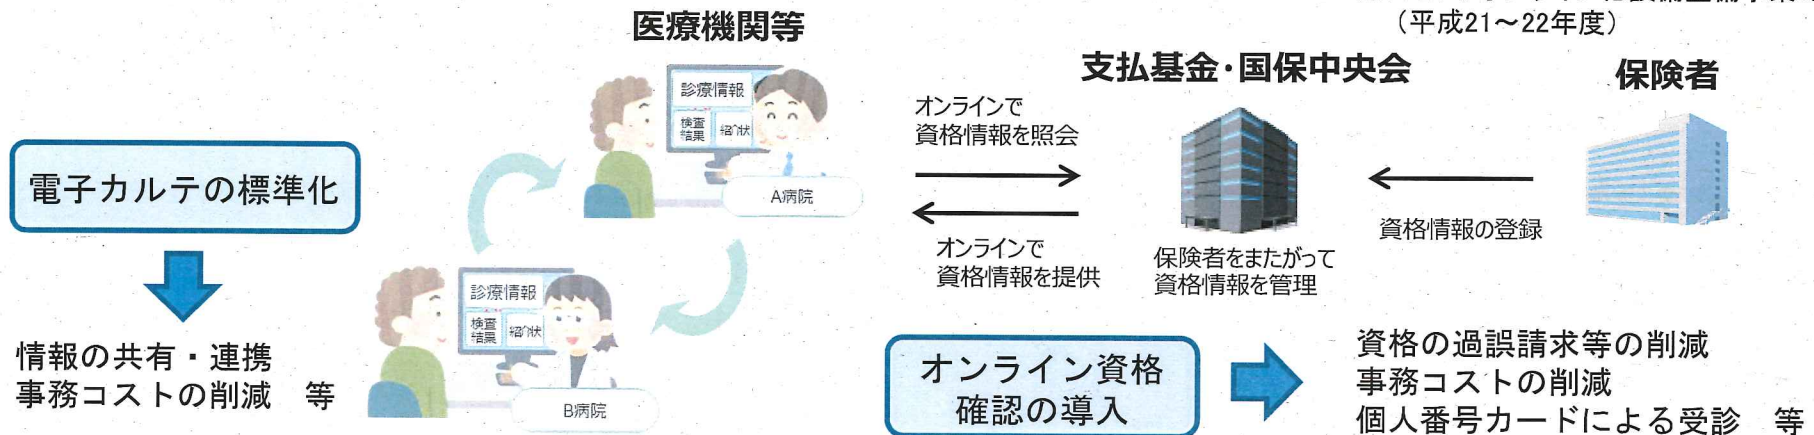 (平成21～22年度)
医療機関等
支払基金・国保中央会
保険者
診療情報
検査
結果
紹介状
A病院
オンラインで
資格情報を照会
オンラインで
資格情報を提供
保険者をまたがって
資格情報を管理
資格情報の登録
電子カルテの標準化
情報の共有・連携
事務コストの削減　等
診療情報
検査
結果
紹介状
B病院
オンライン資格
確認の導入
資格の過誤請求等の削減
事務コストの削減
個人番号カードによる受診　等